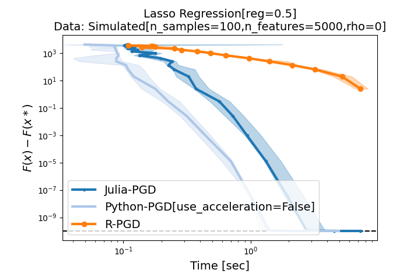 Lasso Regression[reg=0.5]
Data: Simulated[n_samples=100,n_features=5000,rho=0]
F(x) − F(x*)
10³
10¹
10⁻¹
10⁻³
10⁻⁵
10⁻⁷
10⁻⁹
Julia-PGD
Python-PGD[use_acceleration=False]
R-PGD
10⁻¹ 10⁰
Time [sec]